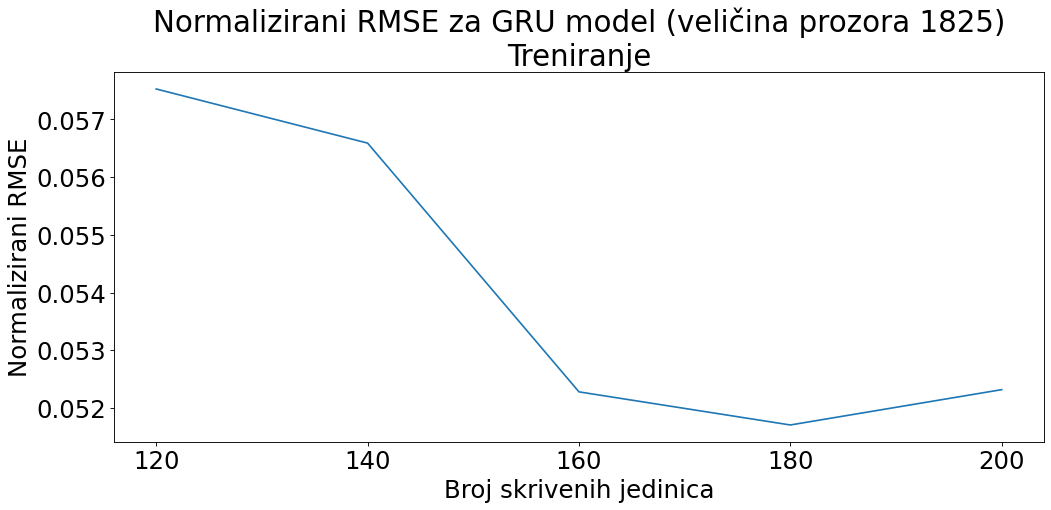 Normalizirani RMSE za GRU model (veličina prozora 1825)
Treniranje
Normalizirani RMSE
0.057
0.056
0.055
0.054
0.053
0.052
120 140 160 180 200
Broj skrivenih jedinica